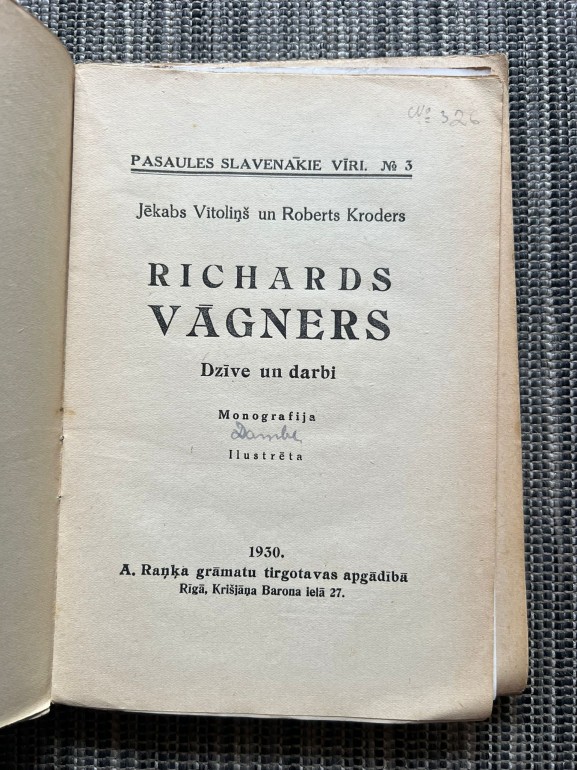 № 326
PASAULES SLAVENĀKIE VĪRI. № 3
Jēkabs Vītoliņš un Roberts Kroders
RICHARDS
VĀGNERS
Dzīve un darbi
Monografija
Ilustrēta
1930.
A. Raņķa grāmatu tirgotavas apgādībā
Rīgā, Krišjāņa Barona ielā 27.